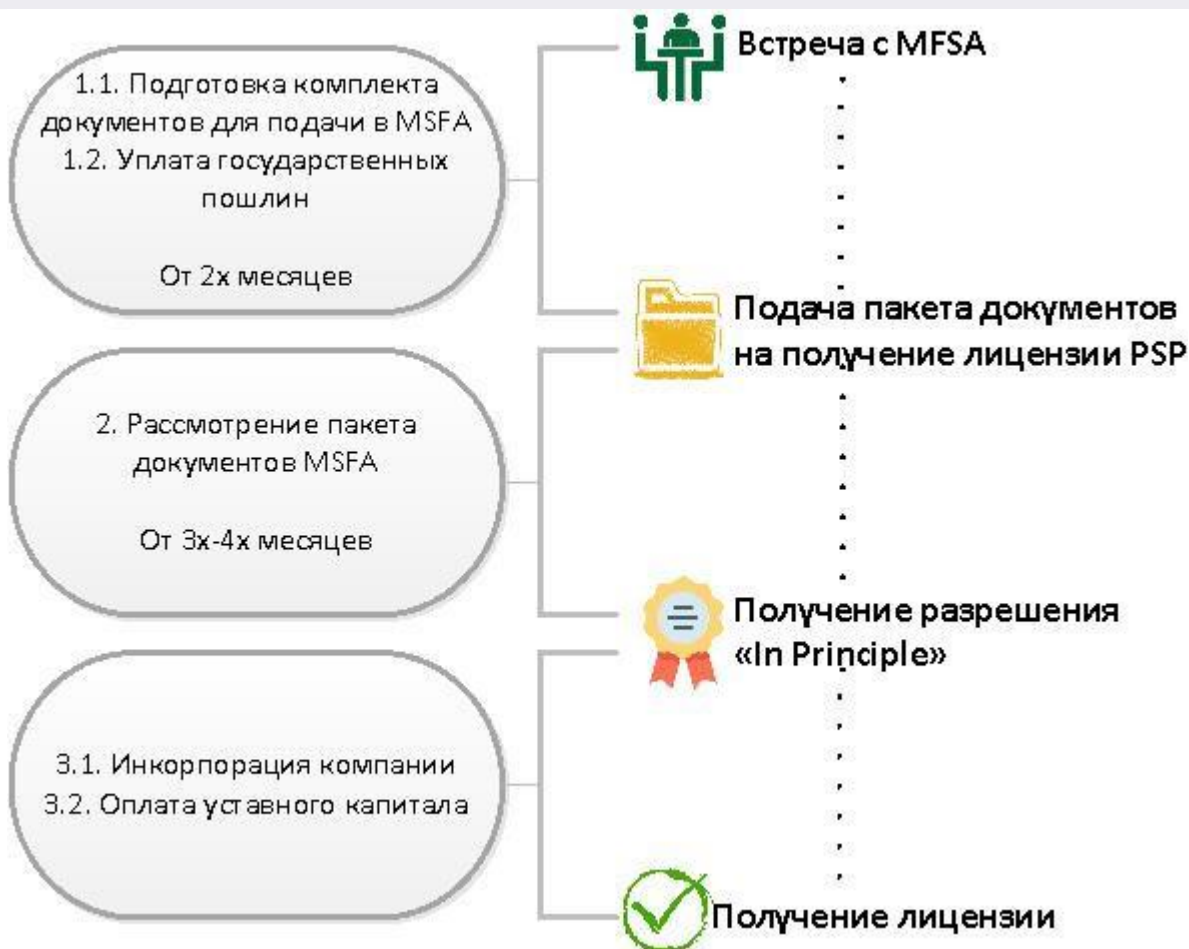 Встреча с MFSA
1.1. Подготовка комплекта
документов для подачи в MSFA
1.2. Уплата государственных
пошлин
От 2х месяцев
Подача пакета документов
на получение лицензии PSP
2. Рассмотрение пакета
документов MSFA
От 3х-4х месяцев
Получение разрешения
«In Principle»
3.1. Инкорпорация компании
3.2. Оплата уставного капитала
Получение лицензии